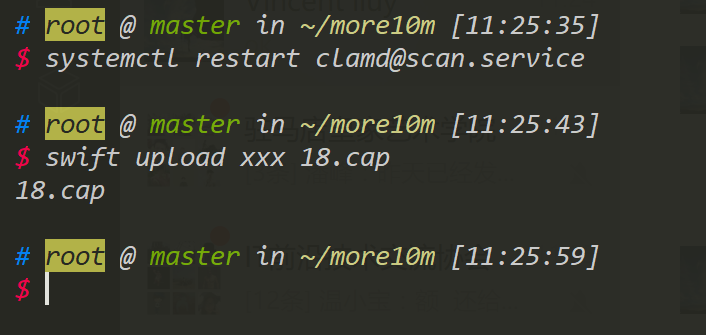 # root @ master in ~/more10m [11:25:35]
$ systemctl restart clamd@scan.service
# root @ master in ~/more10m [11:25:43]
$ swift upload xxx 18.cap
18.cap
# root @ master in ~/more10m [11:25:59]
$